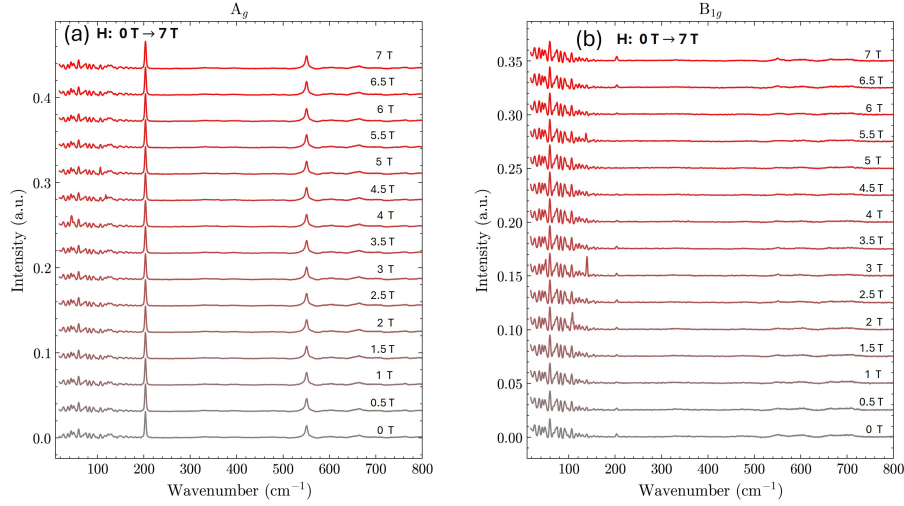 A_g
(a) H: 0 T → 7 T
7 T
6.5 T
6 T
5.5 T
5 T
4.5 T
4 T
3.5 T
3 T
2.5 T
2 T
1.5 T
1 T
0.5 T
0 T
0.4
0.3
0.2
0.1
0.0
Intensity (a.u.)
100 200 300 400 500 600 700 800
Wavenumber (cm⁻¹)
B_{1g}
(b) H: 0 T → 7 T
7 T
6.5 T
6 T
5.5 T
5 T
4.5 T
4 T
3.5 T
3 T
2.5 T
2 T
1.5 T
1 T
0.5 T
0 T
0.35
0.30
0.25
0.20
0.15
0.10
0.05
0.00
Intensity (a.u.)
100 200 300 400 500 600 700 800
Wavenumber (cm⁻¹)